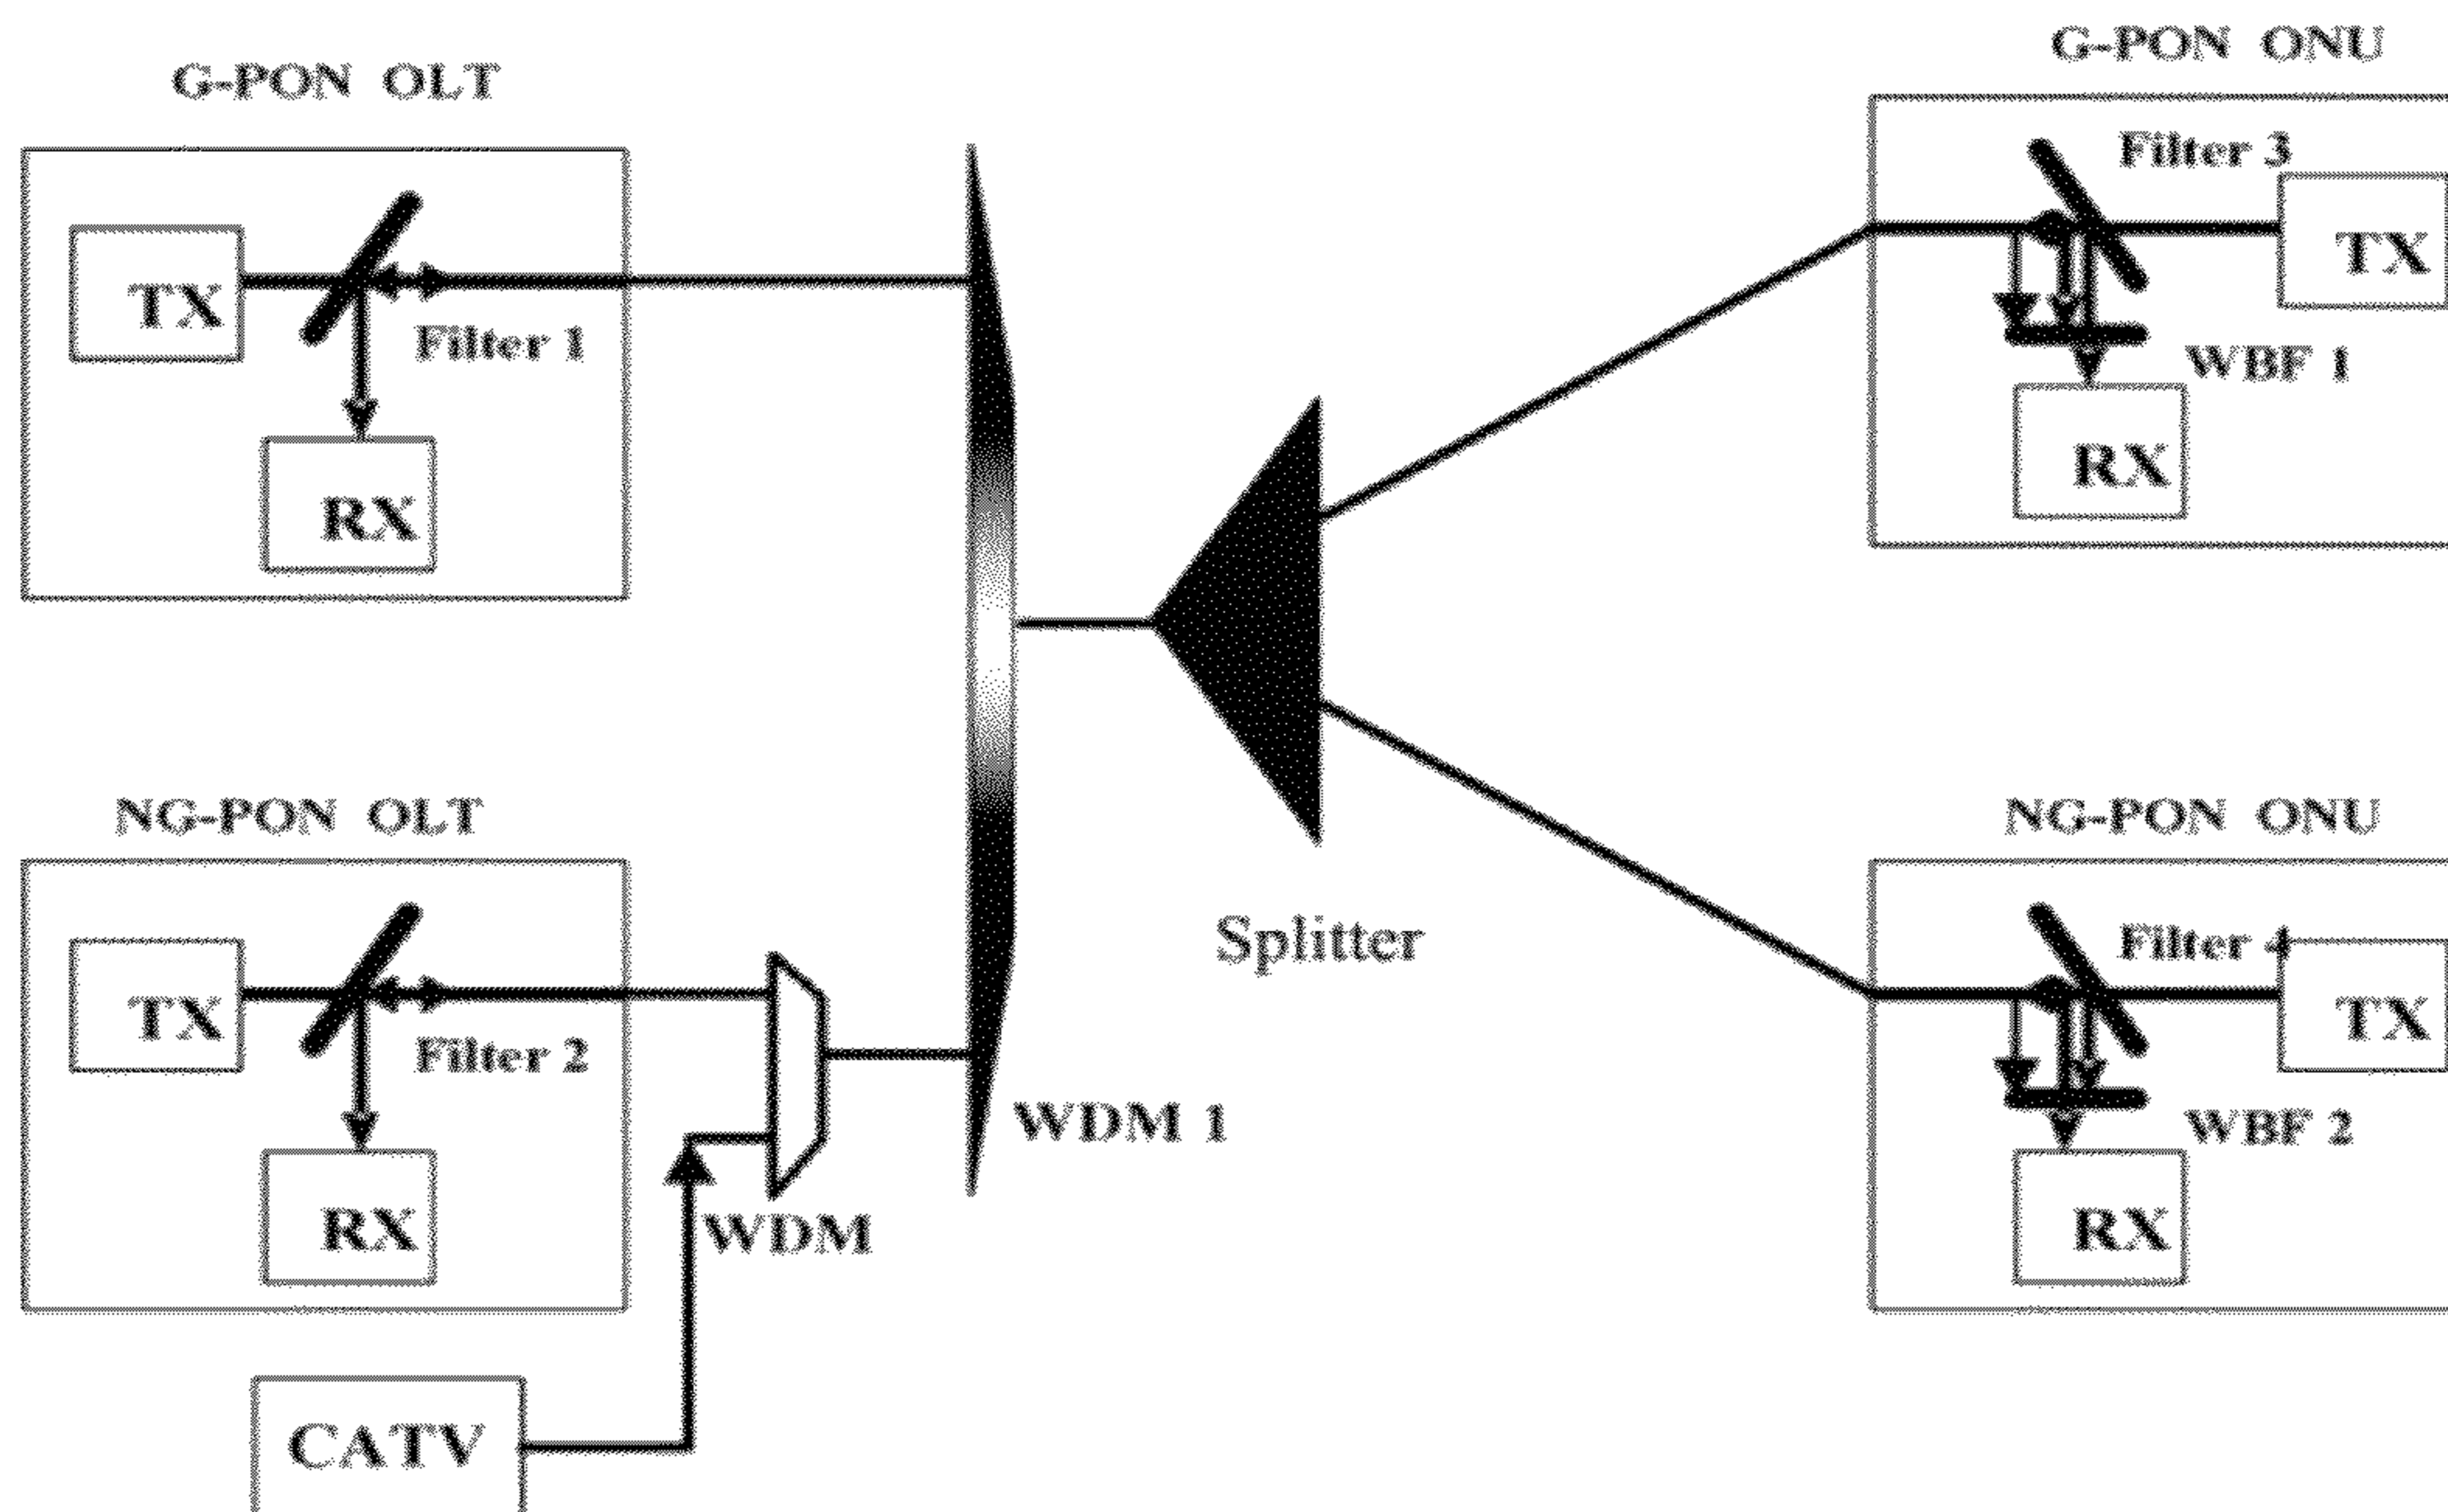 G-PON OLT
TX
Filter 1
RX
NG-PON OLT
TX
Filter 2
RX
WDM
CATV
WDM 1
Splitter
G-PON ONU
Filter 3
TX
WBF 1
RX
NG-PON ONU
Filter 4
TX
WBF 2
RX